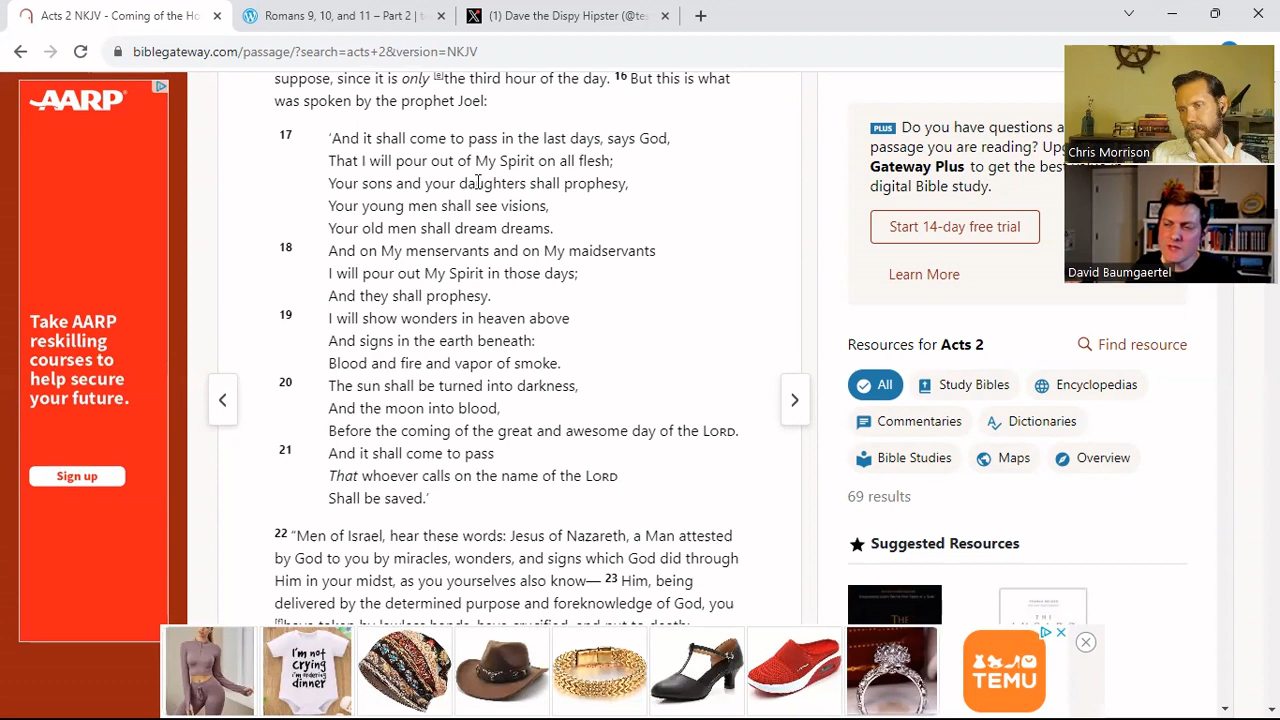 Acts 2 NKJV - Coming of the Ho
Romans 9, 10, and 11 – Part 2 | t
(1) Dave the Dispy Hipster (@te
biblegateway.com/passage/?search=acts+2&version=NKJV
AARP
Take AARP
reskilling
courses to
help secure
your future.
Sign up
suppose, since it is only the third hour of the day. 16 But this is what
was spoken by the prophet Joel:
17 ‘And it shall come to pass in the last days, says God,
That I will pour out of My Spirit on all flesh;
Your sons and your daughters shall prophesy,
Your young men shall see visions,
Your old men shall dream dreams.
18 And on My menservants and on My maidservants
I will pour out My Spirit in those days;
And they shall prophesy.
19 I will show wonders in heaven above
And signs in the earth beneath:
Blood and fire and vapor of smoke.
20 The sun shall be turned into darkness,
And the moon into blood,
Before the coming of the great and awesome day of the LORD.
21 And it shall come to pass
That whoever calls on the name of the LORD
Shall be saved.’
22 “Men of Israel, hear these words: Jesus of Nazareth, a Man attested
by God to you by miracles, wonders, and signs which God did through
Him in your midst, as you yourselves also know— 23 Him, being
delivered by the determined purpose and foreknowledge of God, you
PLUS Do you have questions a
passage you are reading? Up
Gateway Plus to get the bes
digital Bible study.
Start 14-day free trial
Learn More
Chris Morrison
David Baumgaertel
Resources for Acts 2
Find resource
All
Study Bibles
Encyclopedias
Commentaries
Dictionaries
Bible Studies
Maps
Overview
69 results
Suggested Resources
THE
THE
I'm not
crying
I'm ordering
dinner
TEMU